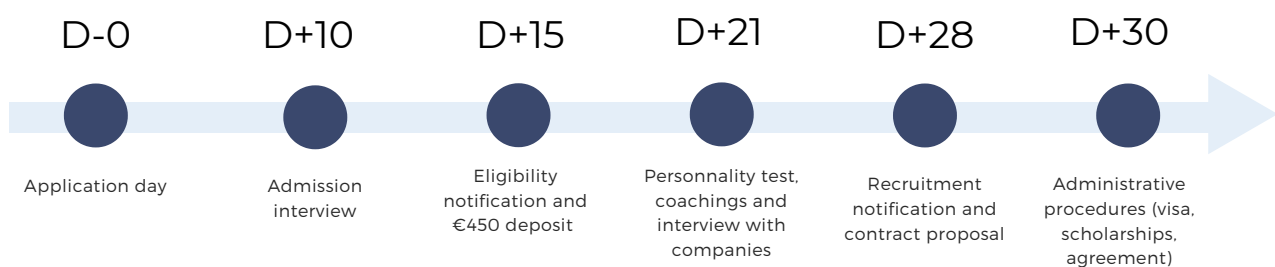 D-0
D+10
D+15
D+21
D+28
D+30
Application day
Admission
interview
Eligibility
notification and
€450 deposit
Personnality test,
coachings and
interview with
companies
Recruitment
notification and
contract proposal
Administrative
procedures (visa,
scholarships,
agreement)